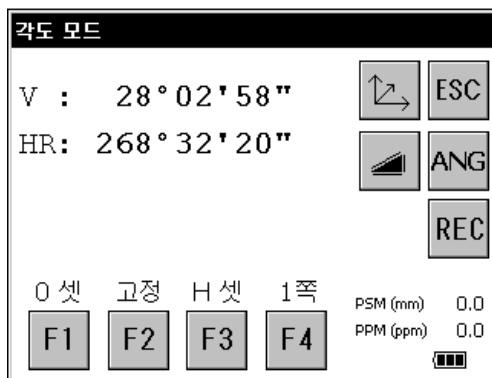 각도 모드
V : 28°02'58"
ESC
HR: 268°32'20"
ANG
REC
0 셋 고정 H 셋 1쪽
F1 F2 F3 F4
PSM (mm) 0.0
PPM (ppm) 0.0